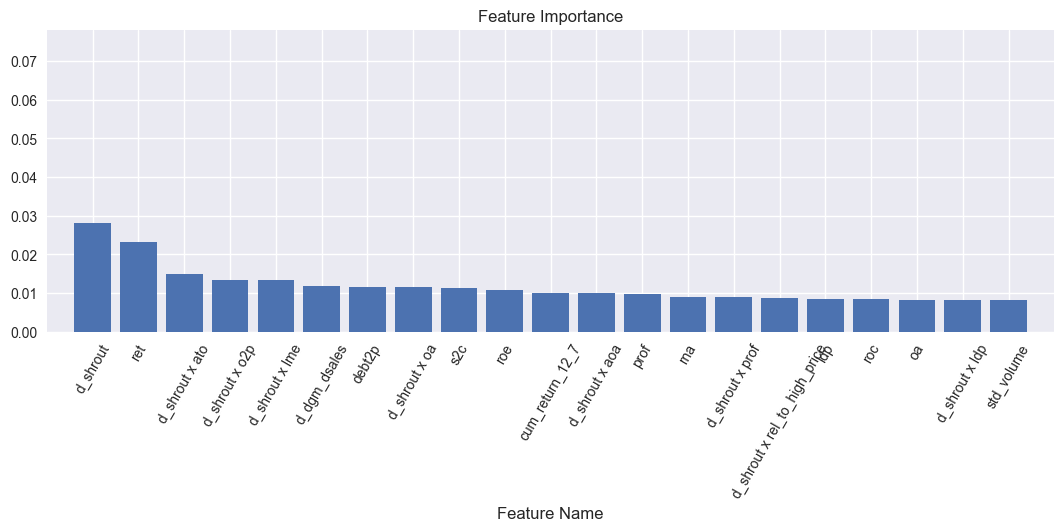 Feature Importance
0.07
0.06
0.05
0.04
0.03
0.02
0.01
0.00
d_shrout
ret
d_shrout x ato
d_shrout x o2p
d_shrout x lme
d_dgm_dsales
debt2p
d_shrout x oa
s2c
roe
cum_return_12_7
d_shrout x aoa
prof
rna
d_shrout x prof
d_shrout x rel_to_high_price
ldp
roc
oa
d_shrout x ldp
std_volume
Feature Name